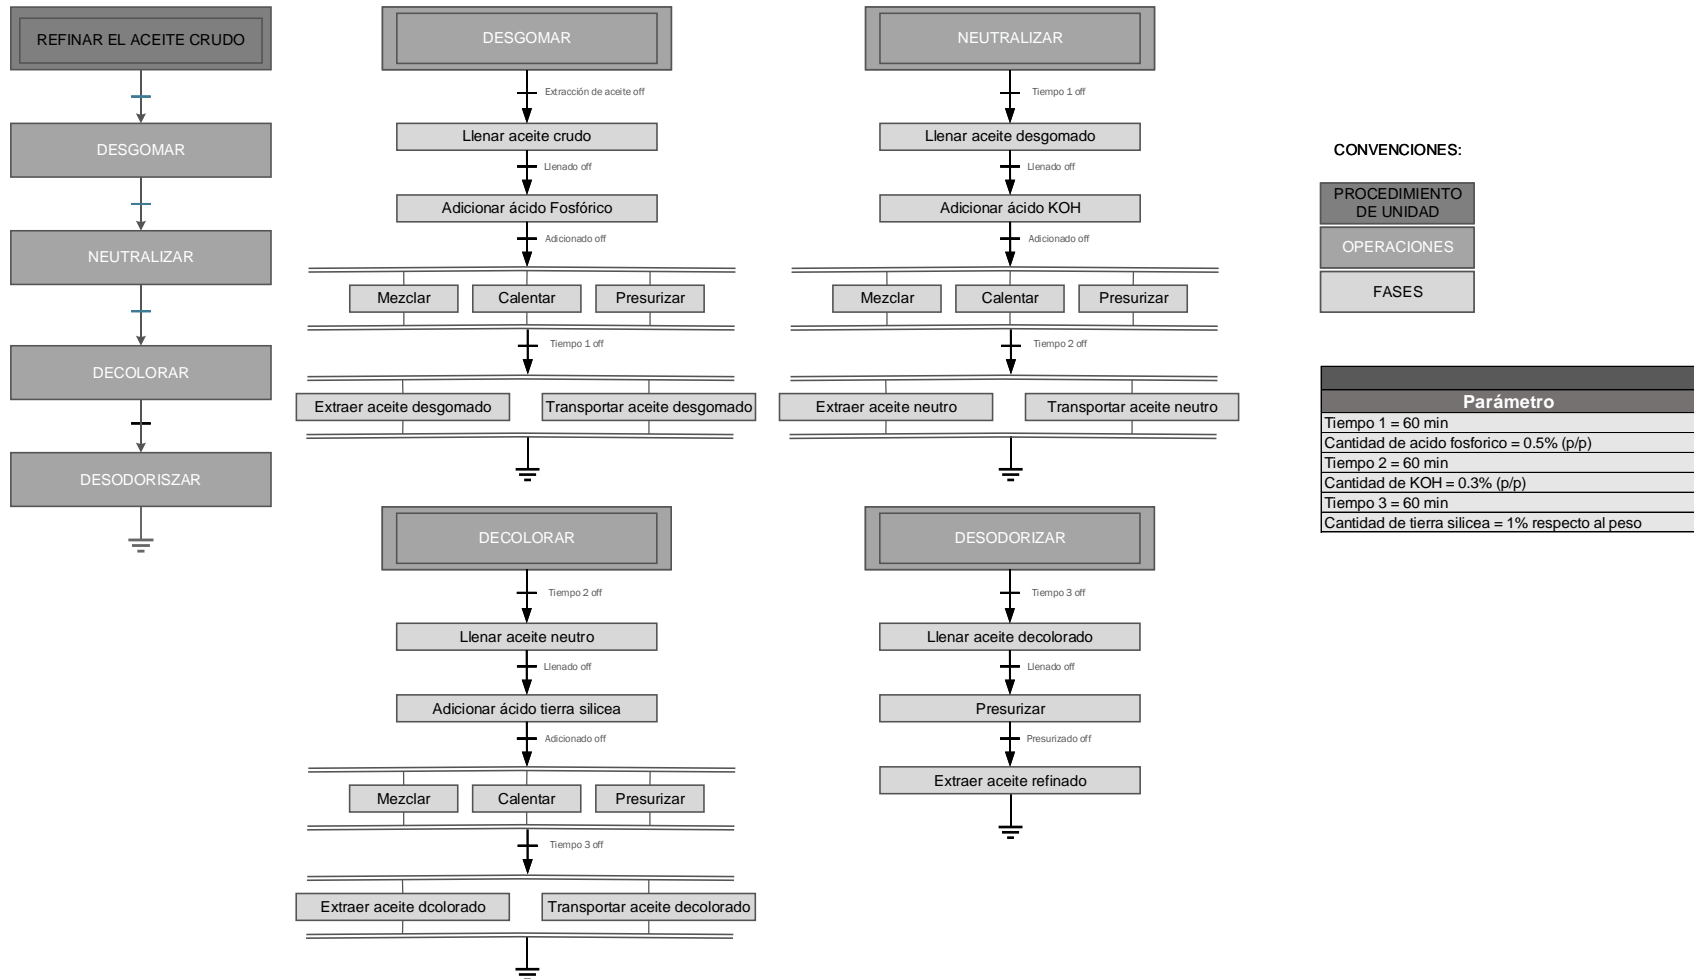 REFINAR EL ACEITE CRUDO
DESGOMAR
NEUTRALIZAR
DECOLORAR
DESODORISZAR
DESGOMAR
Extracción de aceite off
Llenar aceite crudo
Llenado off
Adicionar ácido Fosfórico
Adicionado off
Mezclar
Calentar
Presurizar
Tiempo 1 off
Extraer aceite desgomado
Transportar aceite desgomado
NEUTRALIZAR
Tiempo 1 off
Llenar aceite desgomado
Llenado off
Adicionar ácido KOH
Adicionado off
Mezclar
Calentar
Presurizar
Tiempo 2 off
Extraer aceite neutro
Transportar aceite neutro
DECOLORAR
Tiempo 2 off
Llenar aceite neutro
Llenado off
Adicionar ácido tierra silicea
Adicionado off
Mezclar
Calentar
Presurizar
Tiempo 3 off
Extraer aceite dcolorado
Transportar aceite decolorado
DESODORIZAR
Tiempo 3 off
Llenar aceite decolorado
Llenado off
Presurizar
Presurizado off
Extraer aceite refinado
CONVENCIONES:
PROCEDIMIENTO
DE UNIDAD
OPERACIONES
FASES
Parámetro
Tiempo 1 = 60 min
Cantidad de acido fosforico = 0.5% (p/p)
Tiempo 2 = 60 min
Cantidad de KOH = 0.3% (p/p)
Tiempo 3 = 60 min
Cantidad de tierra silicea = 1% respecto al peso